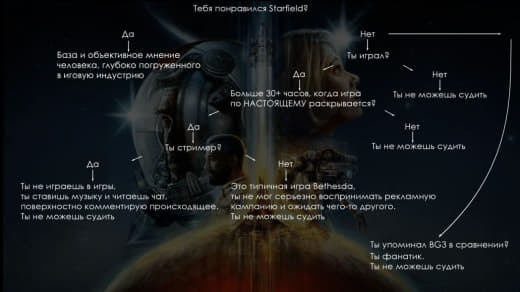 Тебя понравился Starfield?
Да
Нет
База и объективное мнение
человека, глубоко погруженного
в иговую индустрию
Ты играл?
Да
Нет
Больше 30+ часов, когда игра
по НАСТОЯЩЕМУ раскрывается?
Ты не можешь судить
Да
Нет
Ты стример?
Ты не можешь судить
Да
Нет
Ты не играешь в игры,
ты ставишь музыку и читаешь чат,
поверхностно комментируя происходящее.
Ты не можешь судить
Это типичная игра Bethesda,
ты не мог серьезно воспринимать рекламную
кампанию и ожидать чего-то другого.
Ты не можешь судить
Ты упоминал BG3 в сравнении?
Ты фанатик.
Ты не можешь судить